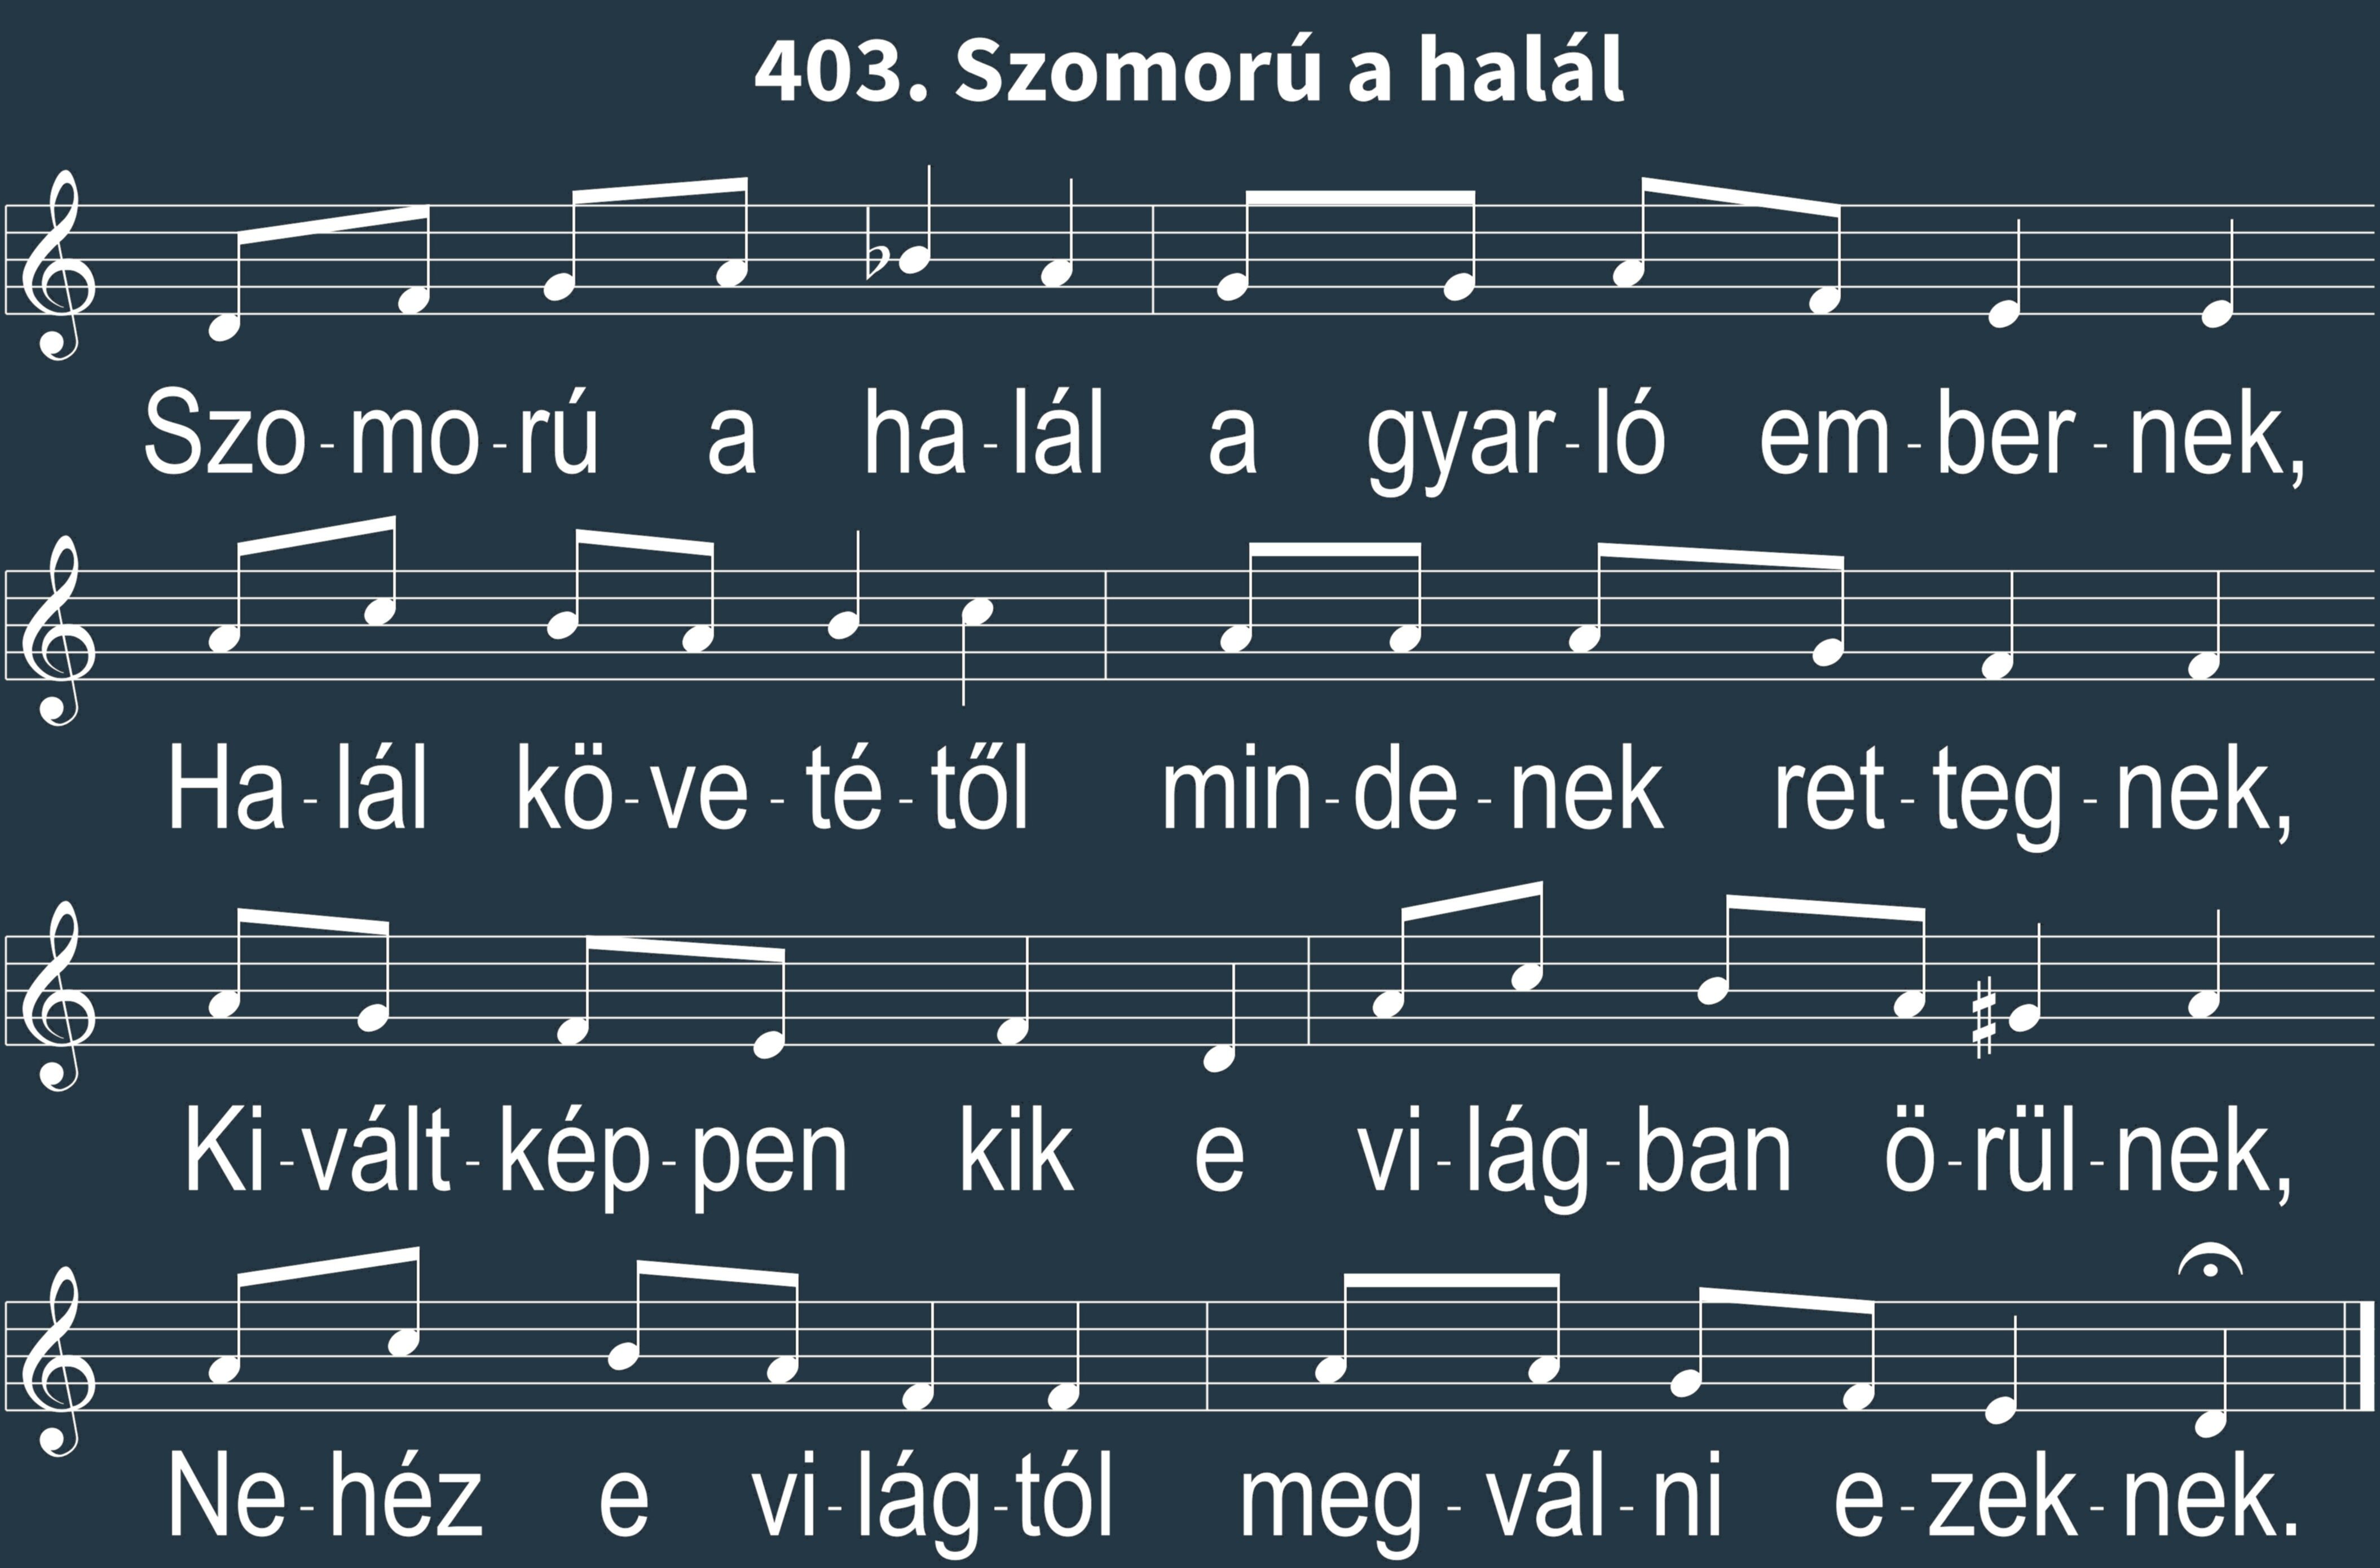 403. Szomorú a halál
Szo-mo-rú a ha-lál a gyar-ló em-ber-nek,
Ha-lál kö-ve-té-től min-de-nek ret-teg-nek,
Ki-vált-kép-pen kik e vi-lág-ban ö-rül-nek,
Ne-héz e vi-lág-tól meg-vál-ni e-zek-nek.